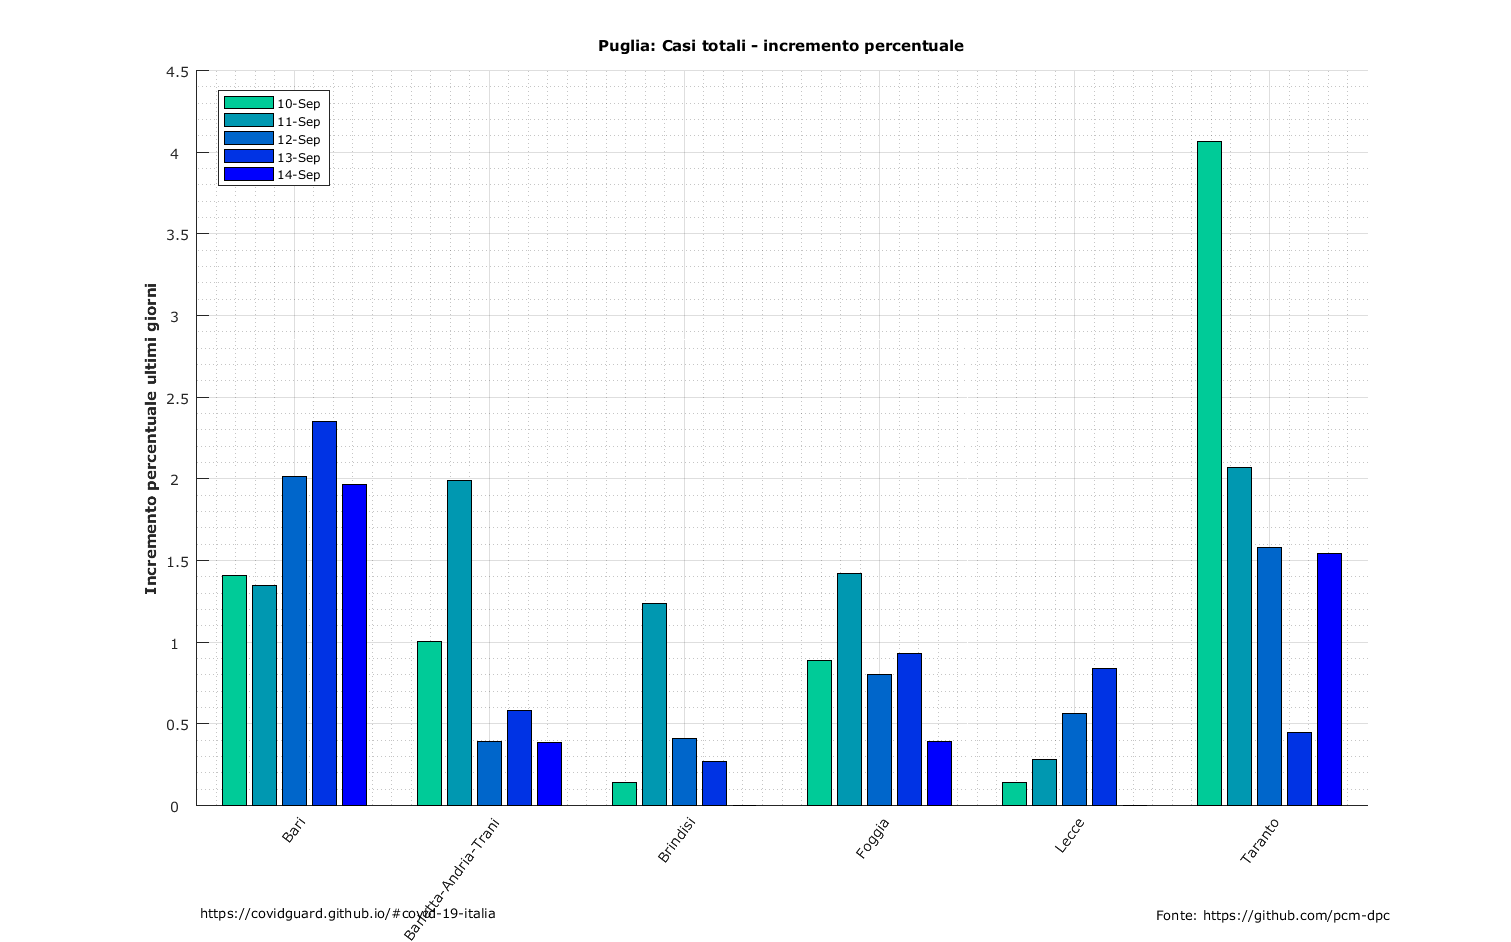 Puglia: Casi totali - incremento percentuale
4.5
4
3.5
3
2.5
2
1.5
1
0.5
0
Incremento percentuale ultimi giorni
10-Sep
11-Sep
12-Sep
13-Sep
14-Sep
Bari
Barletta-Andria-Trani
Brindisi
Foggia
Lecce
Taranto
https://covidguard.github.io/#covid-19-italia
Fonte: https://github.com/pcm-dpc